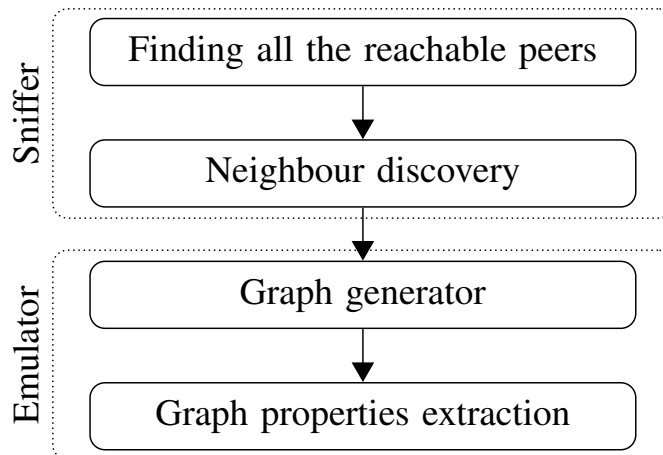 Sniffer
Finding all the reachable peers
Neighbour discovery
Emulator
Graph generator
Graph properties extraction